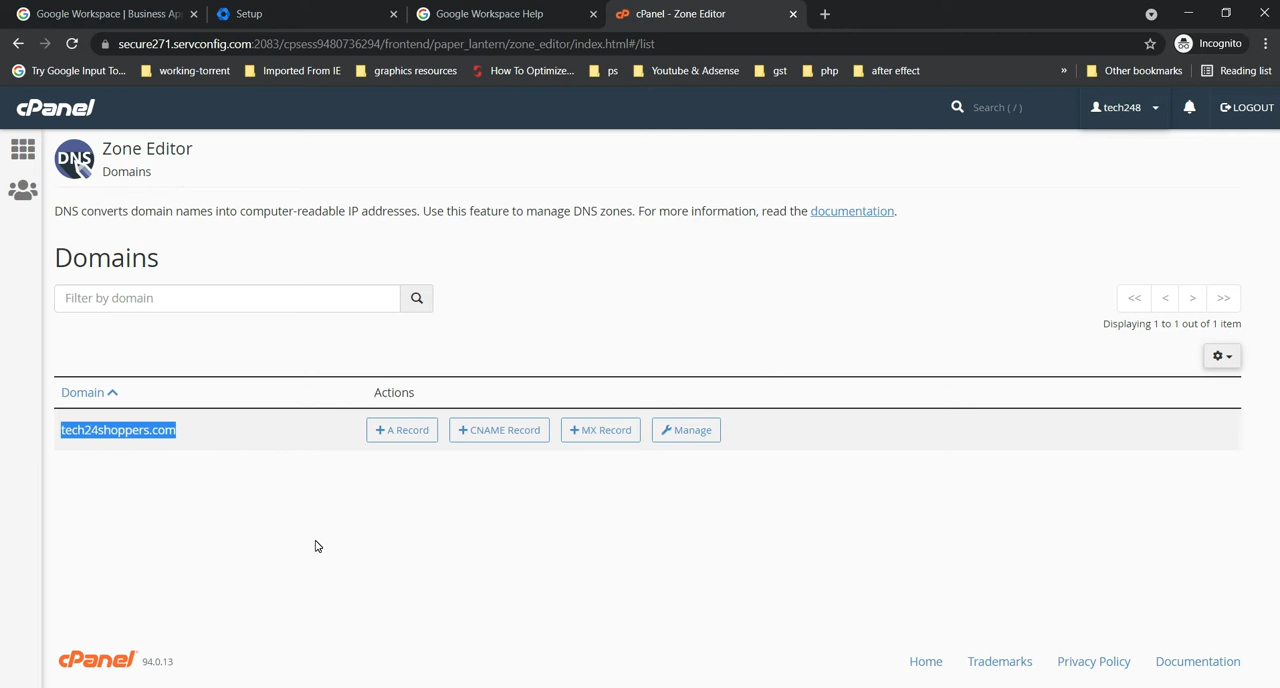 Google Workspace | Business Ap
Setup
Google Workspace Help
cPanel - Zone Editor
secure271.servconfig.com:2083/cpsess9480736294/frontend/paper_lantern/zone_editor/index.html#/list
Incognito
Try Google Input To...
working-torrent
Imported From IE
graphics resources
How To Optimize...
ps
Youtube & Adsense
gst
php
after effect
»
Other bookmarks
Reading list
cPanel
Search ( / )
tech248
LOGOUT
DNS
Zone Editor
Domains
DNS converts domain names into computer-readable IP addresses. Use this feature to manage DNS zones. For more information, read the documentation.
Domains
Filter by domain
<< < > >>
Displaying 1 to 1 out of 1 item
Domain
Actions
tech24shoppers.com
+ A Record
+ CNAME Record
+ MX Record
Manage
cPanel 94.0.13
Home
Trademarks
Privacy Policy
Documentation